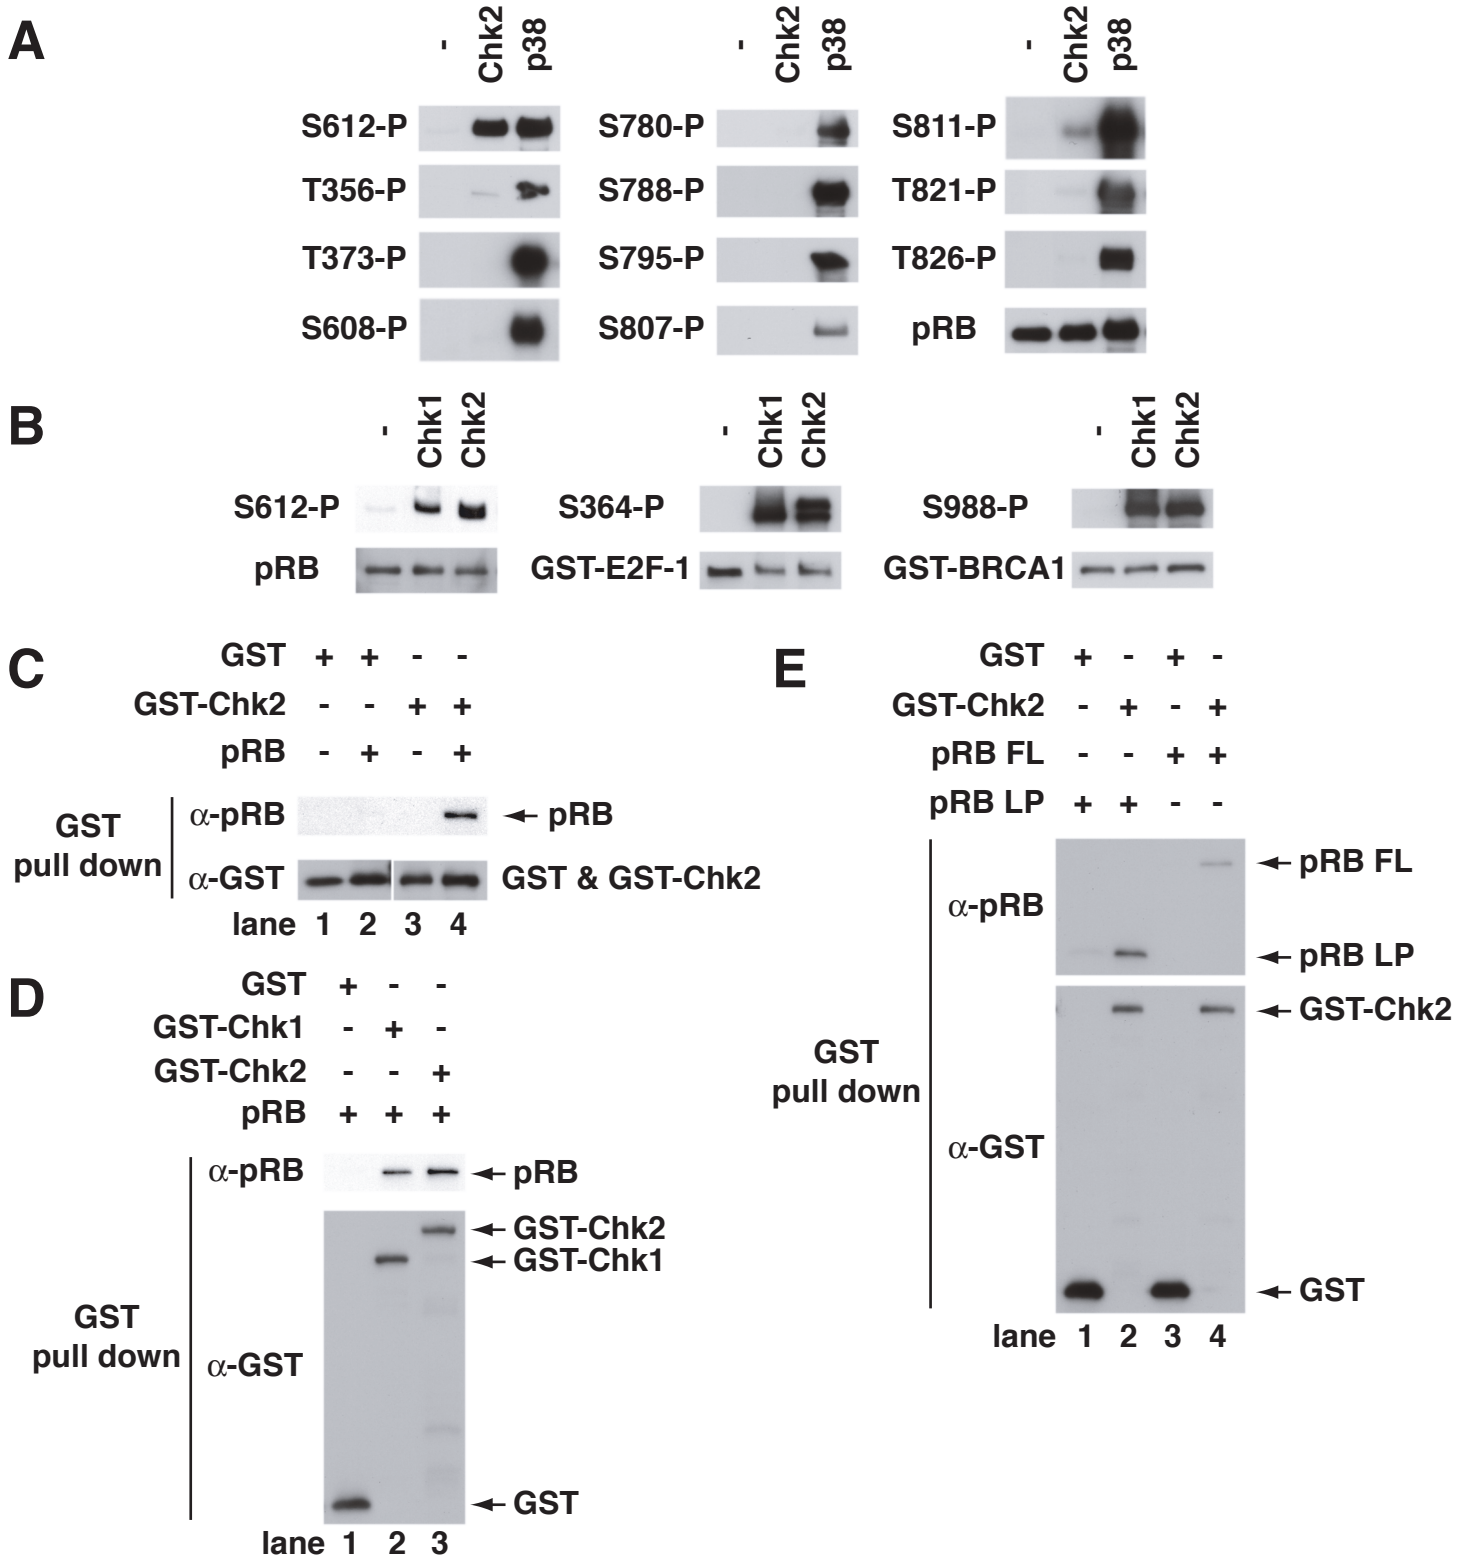 A
- Chk2 p38
- Chk2 p38
- Chk2 p38
S612-P S780-P S811-P
T356-P S788-P T821-P
T373-P S795-P T826-P
S608-P S807-P pRB
B
- Chk1 Chk2
- Chk1 Chk2
- Chk1 Chk2
S612-P S364-P S988-P
pRB GST-E2F-1 GST-BRCA1
C
GST + + - -
GST-Chk2 - - + +
pRB - + - +
GST
pull down
α-pRB
pRB
α-GST
GST & GST-Chk2
lane 1 2 3 4
D
GST + - -
GST-Chk1 - + -
GST-Chk2 - - +
pRB + + +
GST
pull down
α-pRB
pRB
GST-Chk2
GST-Chk1
α-GST
GST
lane 1 2 3
E
GST + - + -
GST-Chk2 - + - +
pRB FL - - + +
pRB LP + + - -
GST
pull down
α-pRB
pRB FL
pRB LP
GST-Chk2
α-GST
GST
lane 1 2 3 4